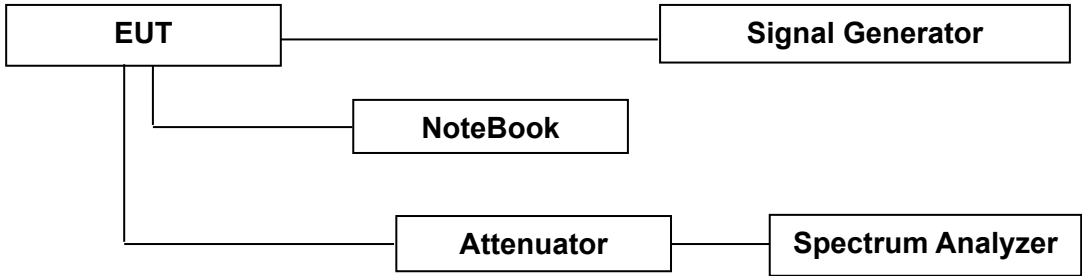 EUT
Signal Generator
NoteBook
Attenuator
Spectrum Analyzer